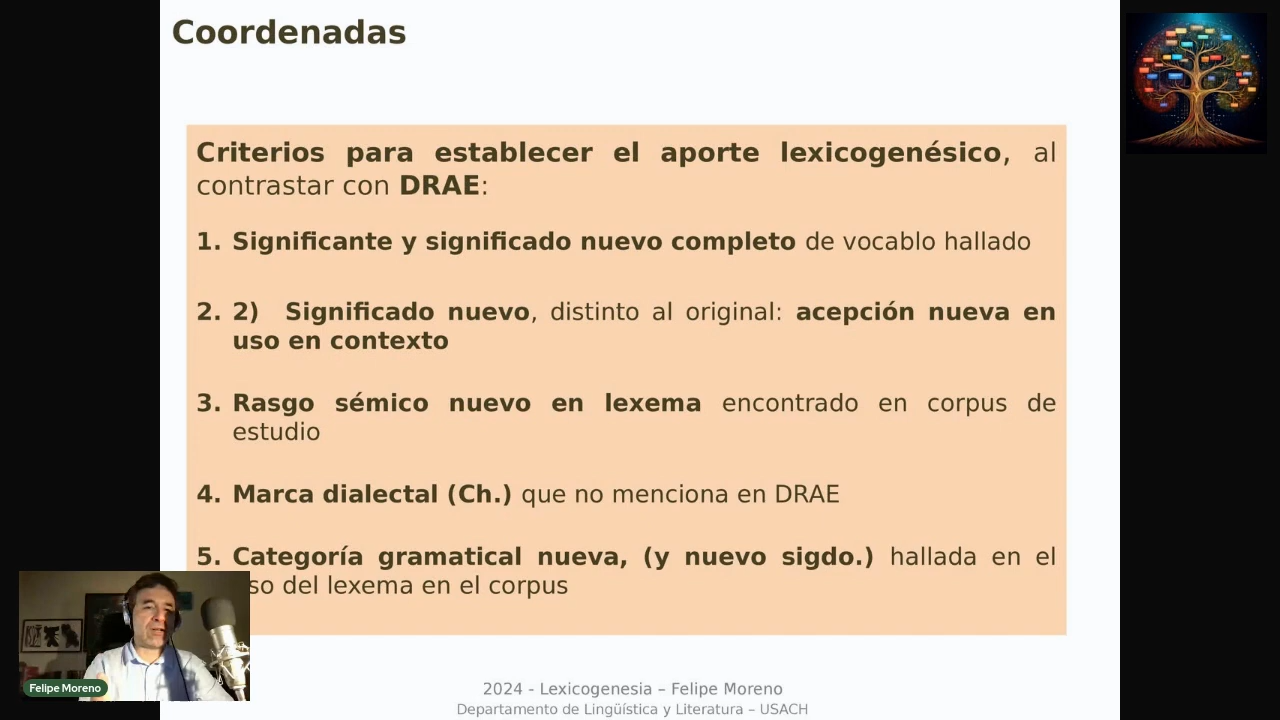 Coordenadas
Criterios para establecer el aporte lexicogenésico, al
contrastar con DRAE:
1. Significante y significado nuevo completo de vocablo hallado
2. 2) Significado nuevo, distinto al original: acepción nueva en
uso en contexto
3. Rasgo sémico nuevo en lexema encontrado en corpus de
estudio
4. Marca dialectal (Ch.) que no menciona en DRAE
5. Categoría gramatical nueva, (y nuevo sigdo.) hallada en el
so del lexema en el corpus
Felipe Moreno
2024 - Lexicogenesia – Felipe Moreno
Departamento de Lingüística y Literatura – USACH